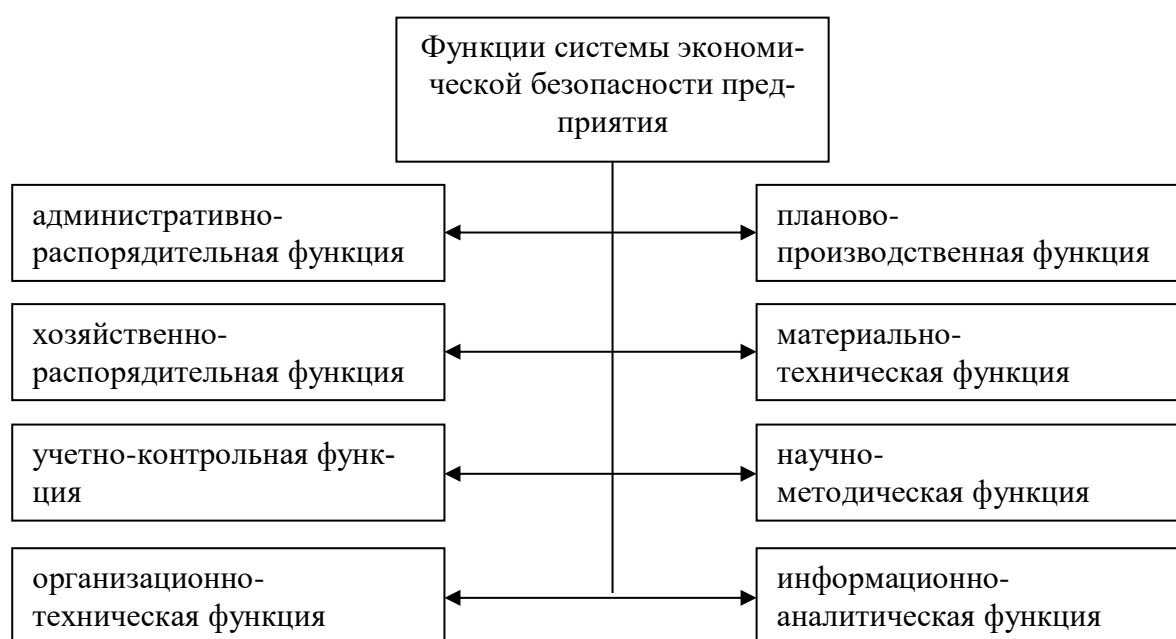 Функции системы экономи-
ческой безопасности пред-
приятия
административно-
распорядительная функция
планово-
производственная функция
хозяйственно-
распорядительная функция
материально-
техническая функция
учетно-контрольная функ-
ция
научно-
методическая функция
организационно-
техническая функция
информационно-
аналитическая функция